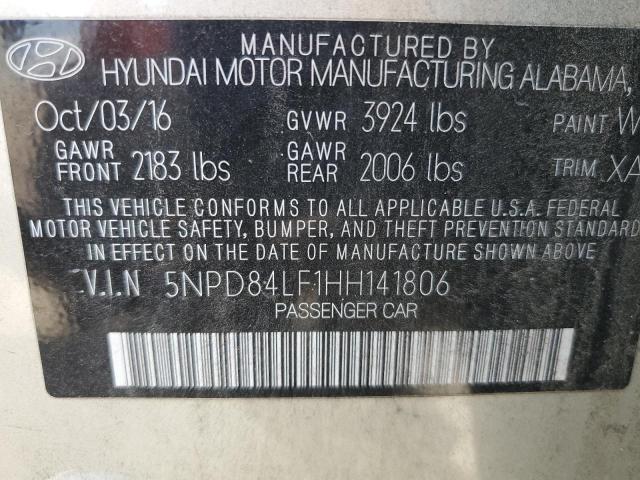 MANUFACTURED BY
HYUNDAI MOTOR MANUFACTURING ALABAMA,
Oct/03/16 GVWR 3924 lbs PAINT W
GAWR FRONT 2183 lbs GAWR REAR 2006 lbs TRIM XA
THIS VEHICLE CONFORMS TO ALL APPLICABLE U.S.A. FEDERAL
MOTOR VEHICLE SAFETY, BUMPER, AND THEFT PREVENTION STAN
IN EFFECT ON THE DATE OF MANUFACTURE SHOWN ABOVE.
V.I.N 5NPD84LF1HH141806
PASSENGER CAR